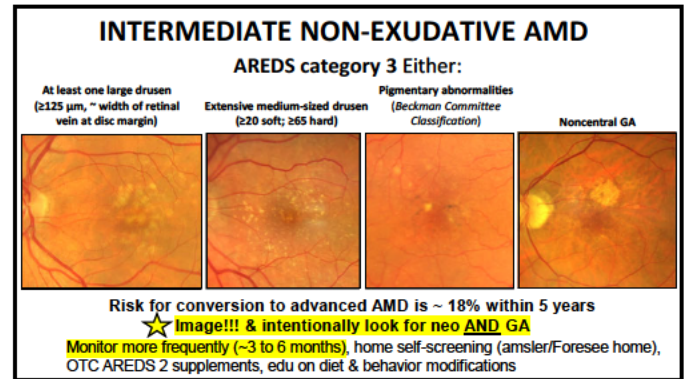 INTERMEDIATE NON-EXUDATIVE AMD
AREDS category 3 Either:
At least one large drusen
(≥125 µm, ~ width of retinal
vein at disc margin)
Extensive medium-sized drusen
(≥20 soft; ≥65 hard)
Pigmentary abnormalities
(Beckman Committee
Classification)
Noncentral GA
Risk for conversion to advanced AMD is ~ 18% within 5 years
Image!!! & intentionally look for neo AND GA
Monitor more frequently (~3 to 6 months), home self-screening (amsler/Foresee home),
OTC AREDS 2 supplements, edu on diet & behavior modifications